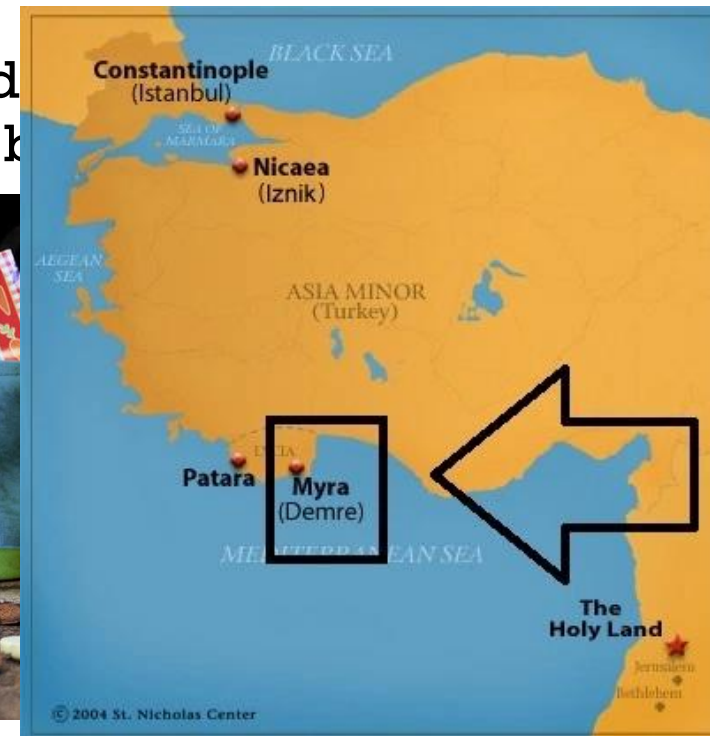 d
b
BLACK SEA
Constantinople
(Istanbul)
SEA OF
MARMARA
Nicaea
(Iznik)
AEGEAN
SEA
ASIA MINOR
(Turkey)
LYCIA
Patara
Myra
(Demre)
MEDITERRANEAN SEA
The
Holy Land
Jerusalem
Bethlehem
© 2004 St. Nicholas Center